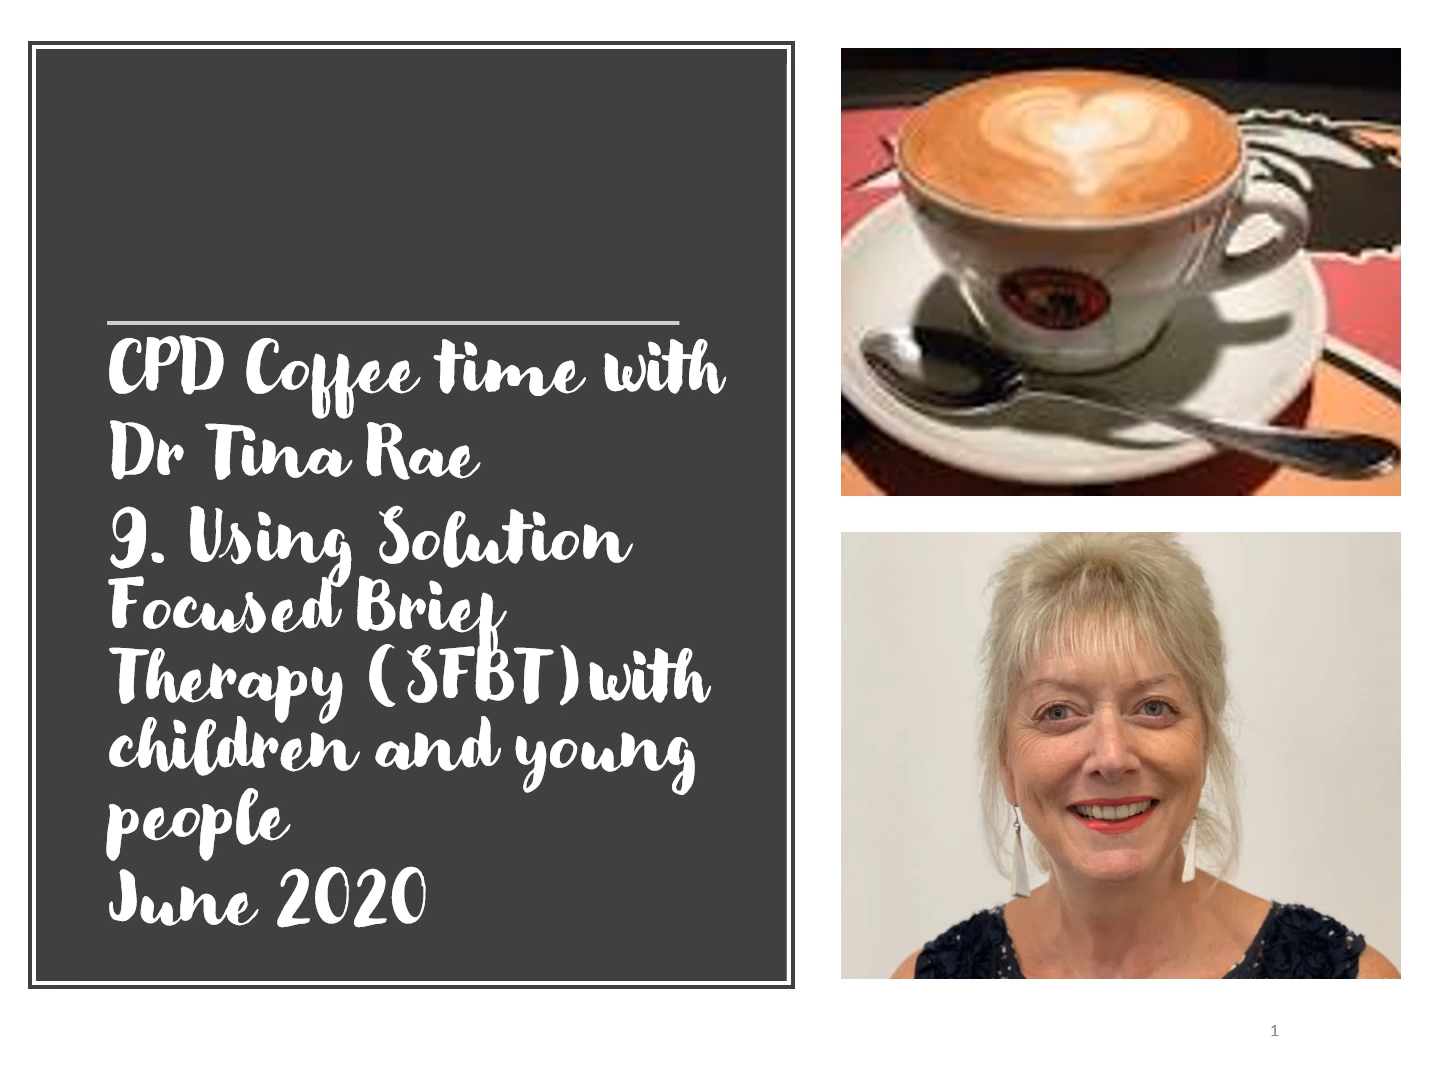 CPD Coffee time with
Dr Tina Rae
9. Using Solution
Focused Brief
Therapy (SFBT)with
children and young
people
June 2020
1